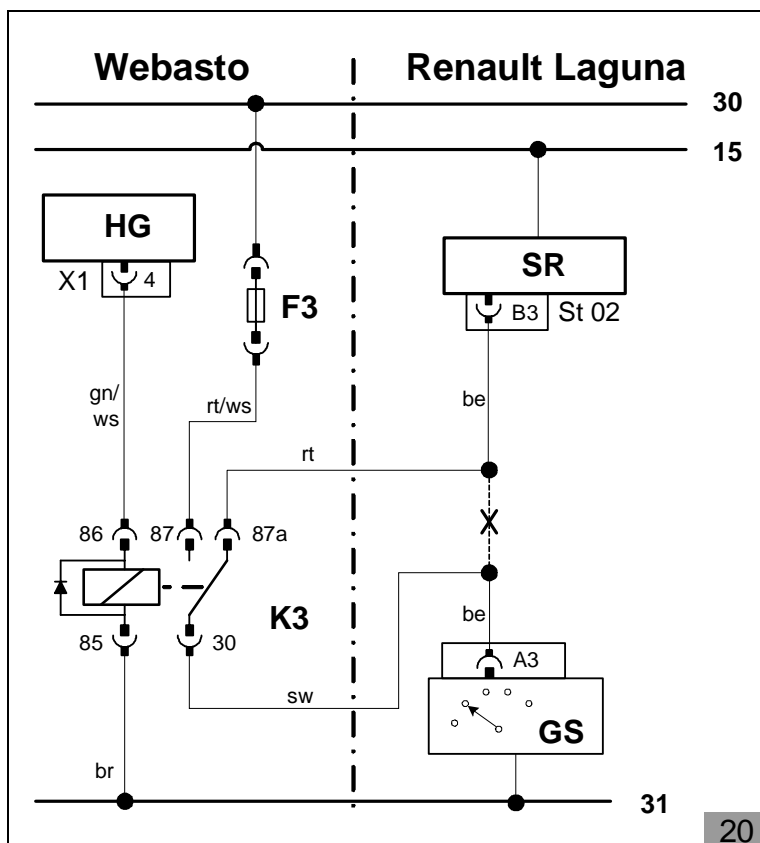 Webasto Renault Laguna
30
15
HG
SR
X1 4
F3
B3 St 02
gn/
ws
rt/ws
be
rt
86 87 87a
K3
85 30
be
A3
sw
GS
br
31
20